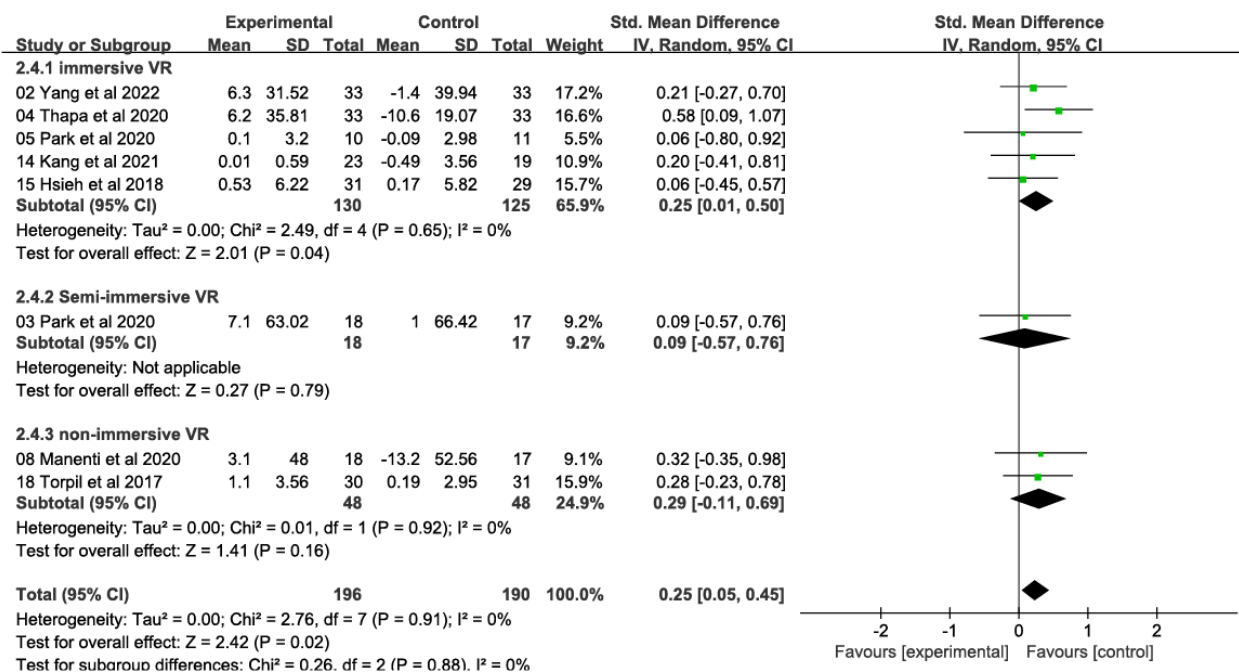 Experimental Control Std. Mean Difference Std. Mean Difference
Study or Subgroup Mean SD Total Mean SD Total Weight IV, Random, 95% CI IV, Random, 95% CI
2.4.1 immersive VR
02 Yang et al 2022 6.3 31.52 33 -1.4 39.94 33 17.2% 0.21 [-0.27, 0.70]
04 Thapa et al 2020 6.2 35.81 33 -10.6 19.07 33 16.6% 0.58 [0.09, 1.07]
05 Park et al 2020 0.1 3.2 10 -0.09 2.98 11 5.5% 0.06 [-0.80, 0.92]
14 Kang et al 2021 0.01 0.59 23 -0.49 3.56 19 10.9% 0.20 [-0.41, 0.81]
15 Hsieh et al 2018 0.53 6.22 31 0.17 5.82 29 15.7% 0.06 [-0.45, 0.57]
Subtotal (95% CI) 130 125 65.9% 0.25 [0.01, 0.50]
Heterogeneity: Tau² = 0.00; Chi² = 2.49, df = 4 (P = 0.65); I² = 0%
Test for overall effect: Z = 2.01 (P = 0.04)
2.4.2 Semi-immersive VR
03 Park et al 2020 7.1 63.02 18 1 66.42 17 9.2% 0.09 [-0.57, 0.76]
Subtotal (95% CI) 18 17 9.2% 0.09 [-0.57, 0.76]
Heterogeneity: Not applicable
Test for overall effect: Z = 0.27 (P = 0.79)
2.4.3 non-immersive VR
08 Manenti et al 2020 3.1 48 18 -13.2 52.56 17 9.1% 0.32 [-0.35, 0.98]
18 Torpil et al 2017 1.1 3.56 30 0.19 2.95 31 15.9% 0.28 [-0.23, 0.78]
Subtotal (95% CI) 48 48 24.9% 0.29 [-0.11, 0.69]
Heterogeneity: Tau² = 0.00; Chi² = 0.01, df = 1 (P = 0.92); I² = 0%
Test for overall effect: Z = 1.41 (P = 0.16)
Total (95% CI) 196 190 100.0% 0.25 [0.05, 0.45]
Heterogeneity: Tau² = 0.00; Chi² = 2.76, df = 7 (P = 0.91); I² = 0%
Test for overall effect: Z = 2.42 (P = 0.02)
Test for subgroup differences: Chi² = 0.26, df = 2 (P = 0.88), I² = 0%
-2 -1 0 1 2
Favours [experimental] Favours [control]